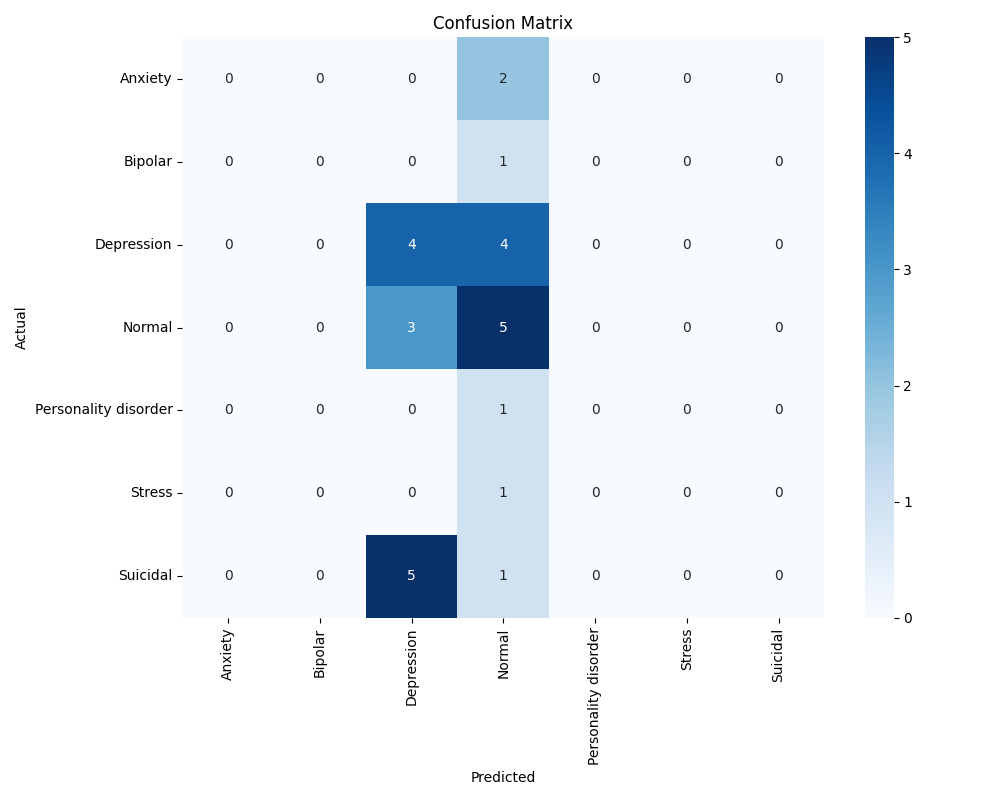 Confusion Matrix
Anxiety 0 0 0 2 0 0 0
Bipolar 0 0 0 1 0 0 0
Depression 0 0 4 4 0 0 0
Normal 0 0 3 5 0 0 0
Personality disorder 0 0 0 1 0 0 0
Stress 0 0 0 1 0 0 0
Suicidal 0 0 5 1 0 0 0
Actual
Anxiety
Bipolar
Depression
Normal
Personality disorder
Stress
Suicidal
Predicted
5
4
3
2
1
0